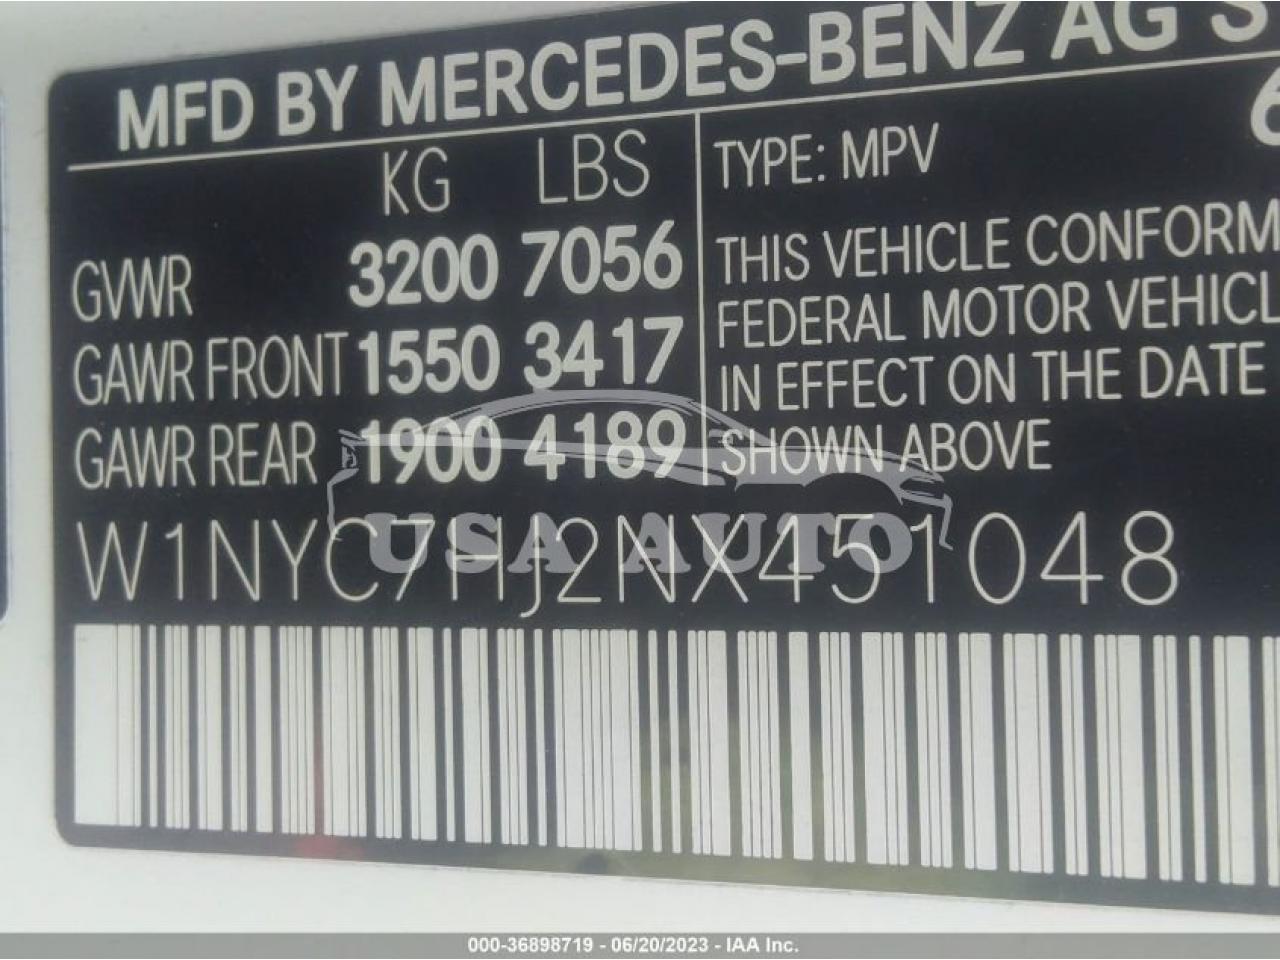 MFD BY MERCEDES-BENZ AG S
KG LBS
GVWR 3200 7056
GAWR FRONT 1550 3417
GAWR REAR 1900 4189
TYPE: MPV
6
THIS VEHICLE CONFORM
FEDERAL MOTOR VEHICL
IN EFFECT ON THE DATE
SHOWN ABOVE
W1NYC7HJ2NX451048
USA AUTO
000-36898719 - 06/20/2023 - IAA Inc.